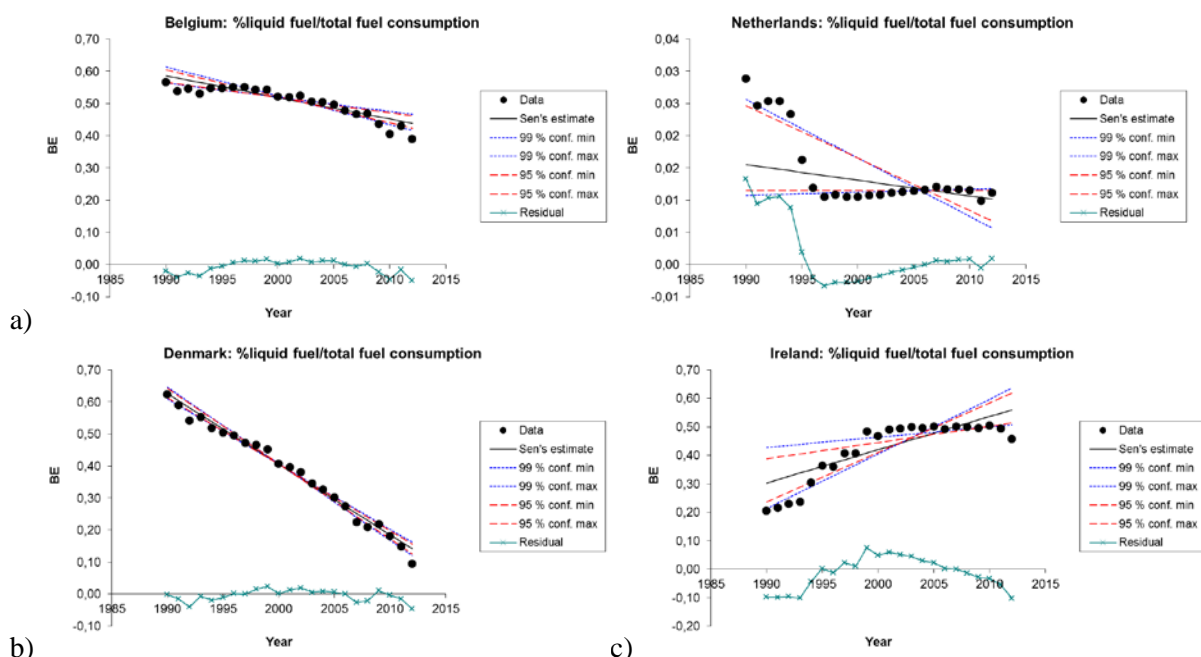 Belgium: %liquid fuel/total fuel consumption
0,70
0,60
0,50
0,40
0,30
0,20
0,10
0,00
-0,10
BE
1985
1990
1995
2000
2005
2010
2015
Year
Data
Sen's estimate
99 % conf. min
99 % conf. max
95 % conf. min
95 % conf. max
Residual
a)
Netherlands: %liquid fuel/total fuel consumption
0,04
0,03
0,03
0,02
0,02
0,01
0,01
0,00
-0,01
BE
1985
1990
1995
2000
2005
2010
2015
Year
Data
Sen's estimate
99 % conf. min
99 % conf. max
95 % conf. min
95 % conf. max
Residual
Denmark: %liquid fuel/total fuel consumption
0,70
0,60
0,50
0,40
0,30
0,20
0,10
0,00
-0,10
BE
1985
1990
1995
2000
2005
2010
2015
Year
Data
Sen's estimate
99 % conf. min
99 % conf. max
95 % conf. min
95 % conf. max
Residual
b)
Ireland: %liquid fuel/total fuel consumption
0,70
0,60
0,50
0,40
0,30
0,20
0,10
0,00
-0,10
-0,20
BE
1985
1990
1995
2000
2005
2010
2015
Year
Data
Sen's estimate
99 % conf. min
99 % conf. max
95 % conf. min
95 % conf. max
Residual
c)